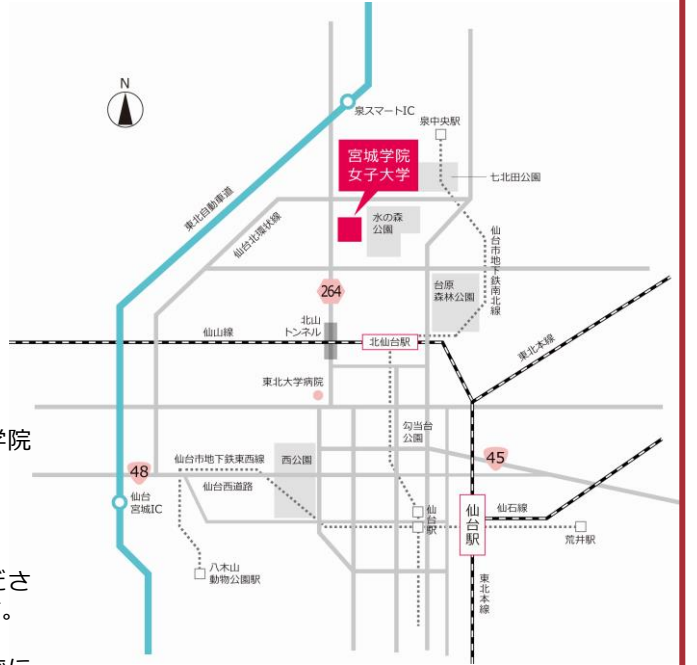 N
泉スマートIC
泉中央駅
宮城学院
女子大学
七北田公園
東北自動車道
仙台北環状線
水の森
公園
仙台市地下鉄南北線
264
台原
森林公園
北山
トンネル
仙山線
北仙台駅
東北本線
東北大学病院
勾当台
公園
学院
48
仙台市地下鉄東西線
西公園
45
仙台西道路
仙台
宮城IC
仙台駅
仙台駅
仙石線
荒井駅
八木山
動物公園駅
ださ
。
東北本線